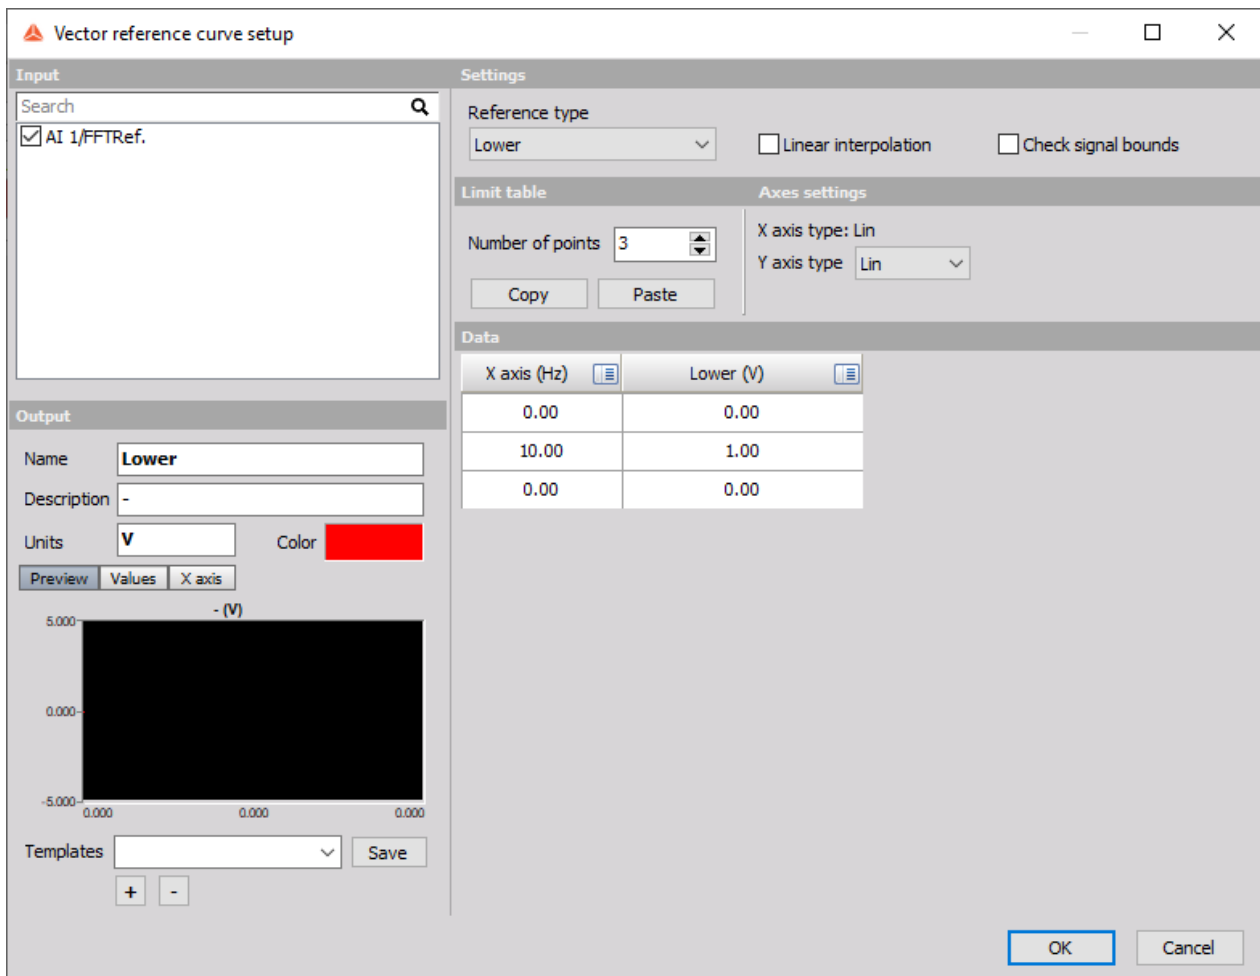 Vector reference curve setup
Input
Search
AI 1/FFTRef.
Output
Name Lower
Description -
Units V Color
Preview Values X axis
- (V)
5.000
0.000
-5.000
0.000 0.000 0.000
Templates Save
+ -
Settings
Reference type
Lower Linear interpolation Check signal bounds
Limit table Axes settings
Number of points 3
Copy Paste
X axis type: Lin
Y axis type Lin
Data
X axis (Hz) Lower (V)
0.00 0.00
10.00 1.00
0.00 0.00
OK Cancel